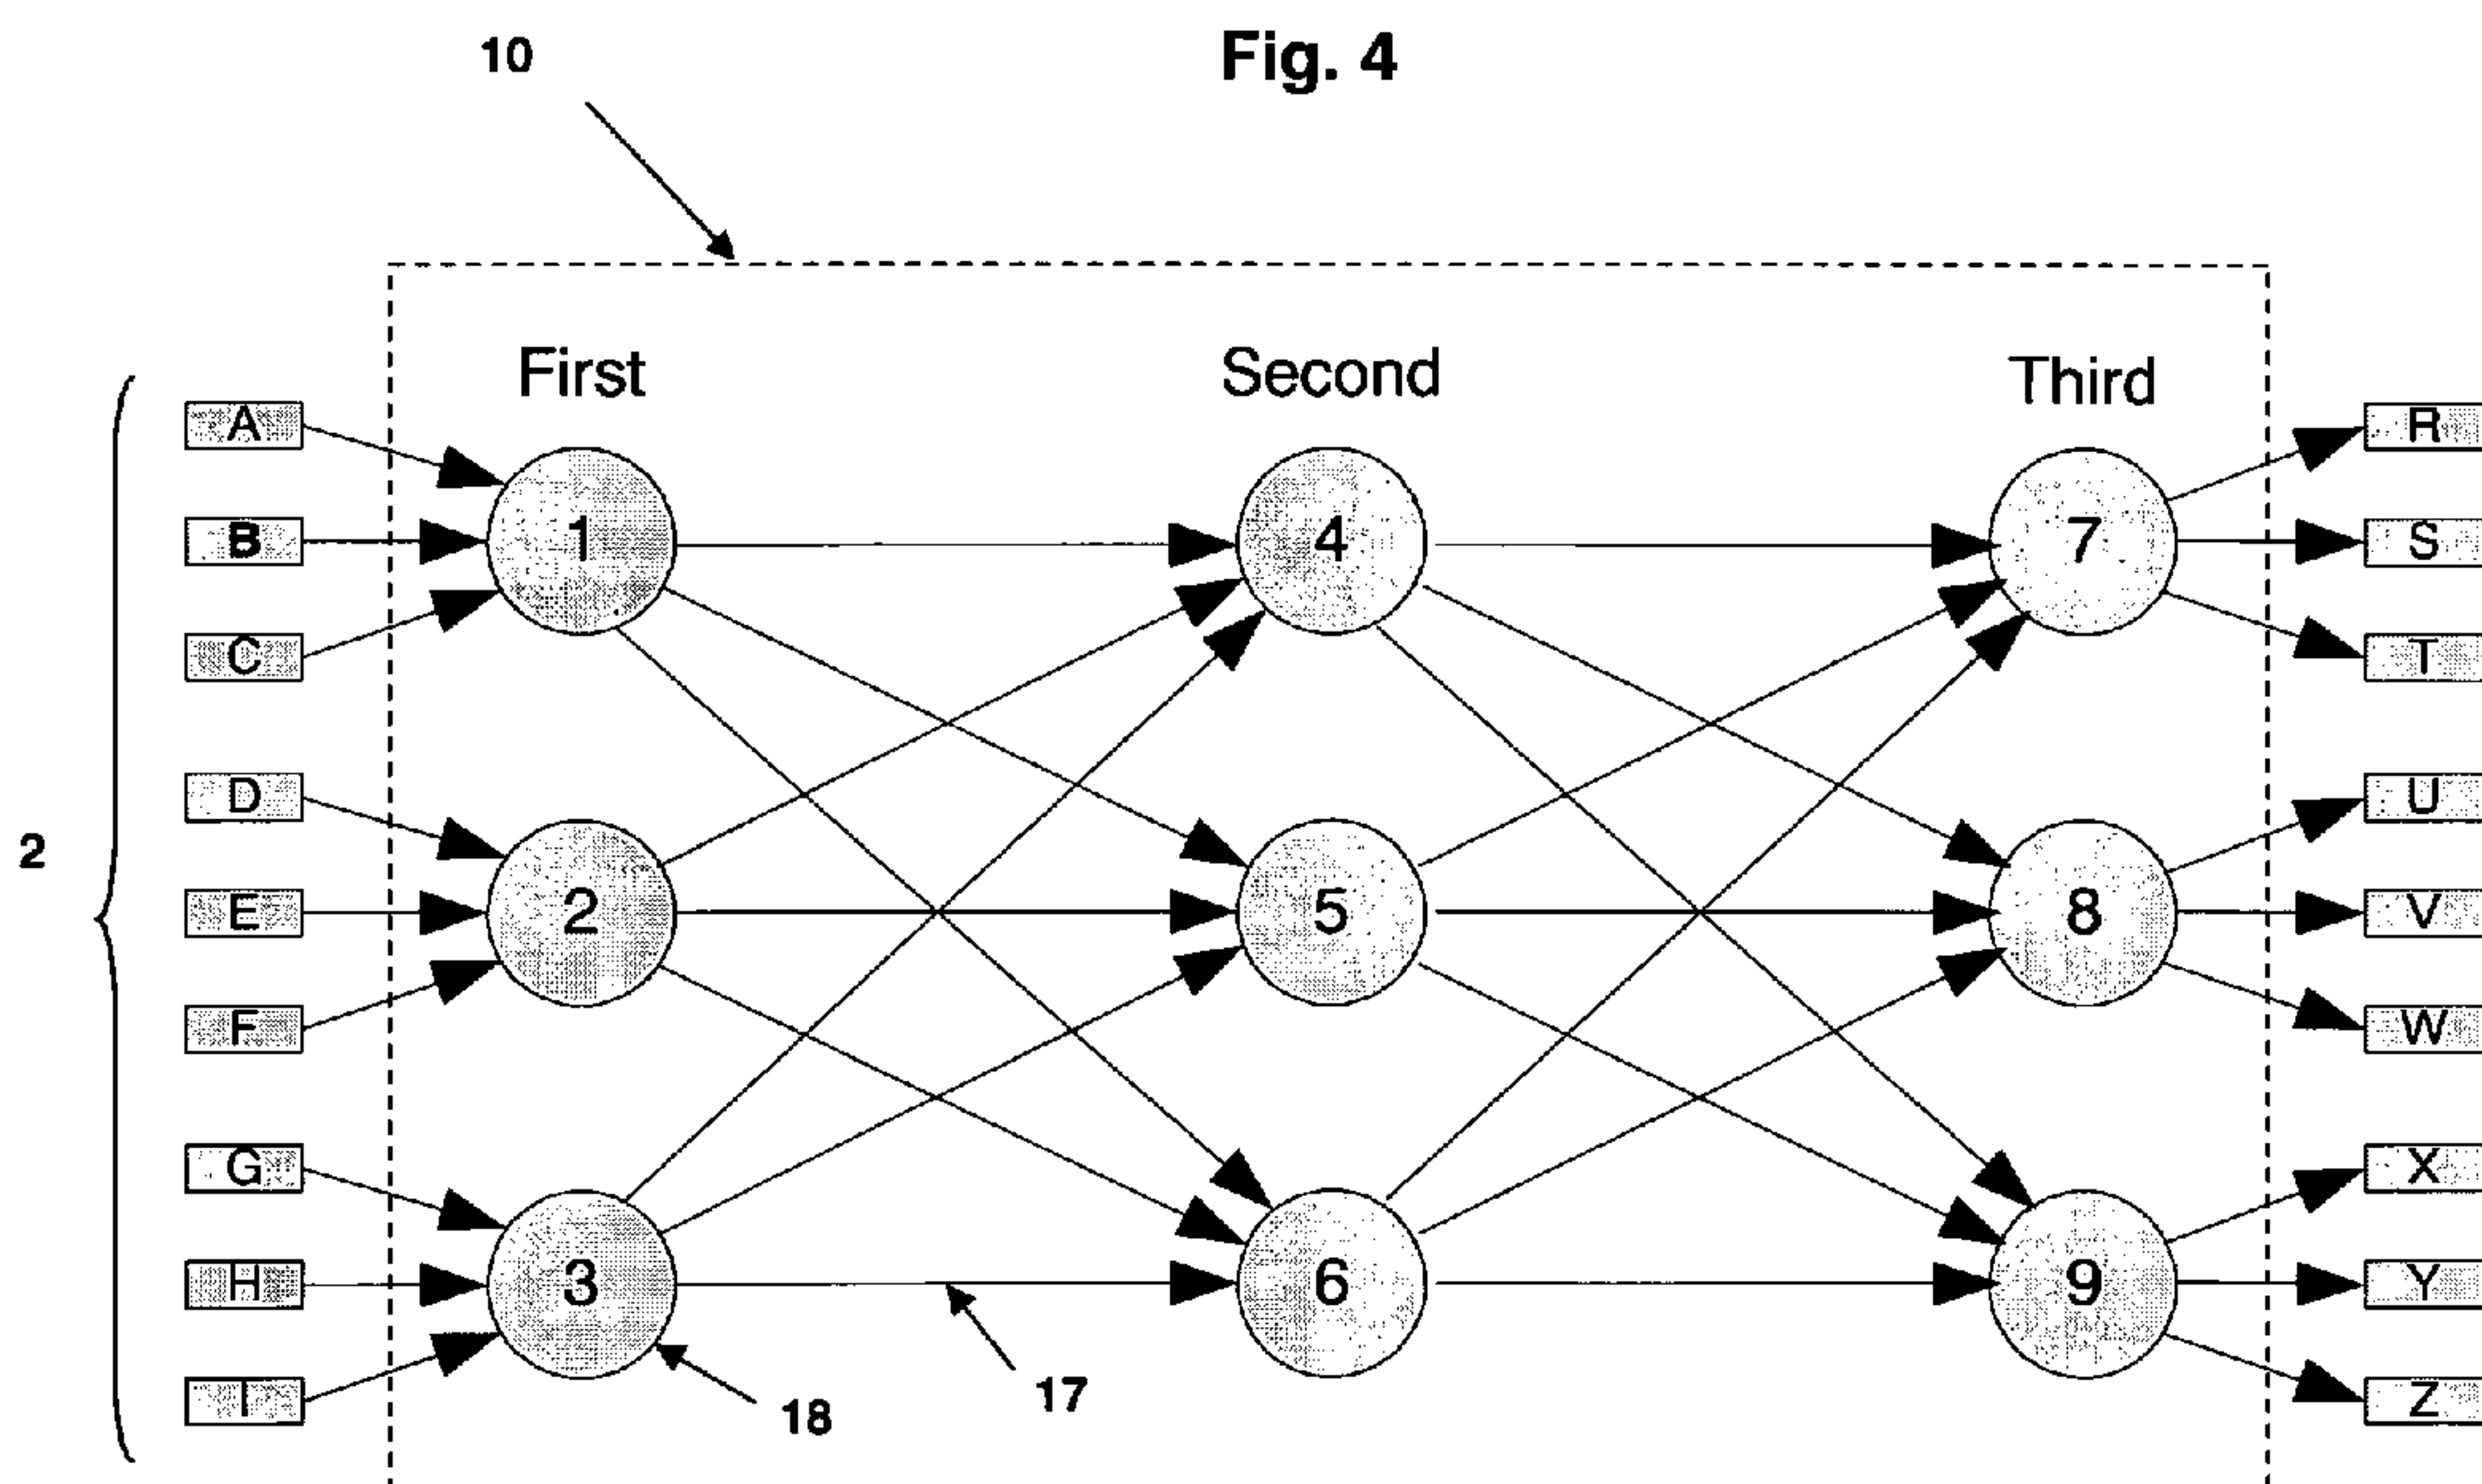 Fig. 4
10
First Second Third
A R
B 1 4 7 S
C T
D U
2 E 2 5 8 V
F W
G X
H 3 6 9 Y
I Z
18 17